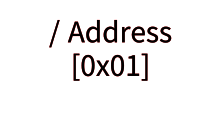 / Address
[0x01]